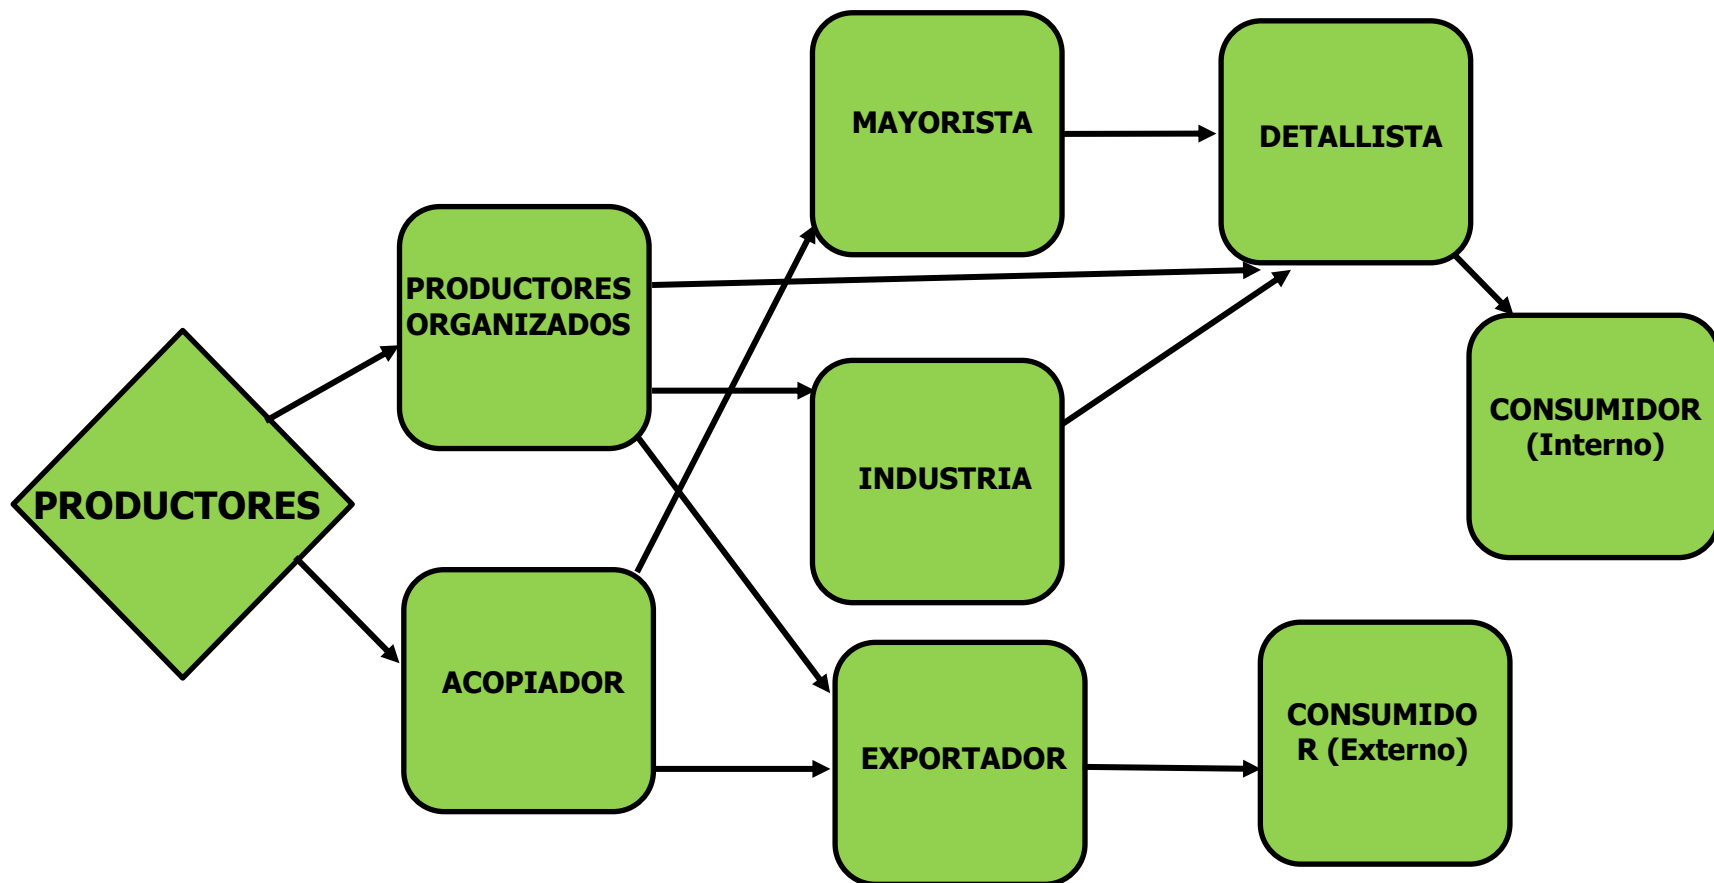 MAYORISTA
DETALLISTA
PRODUCTORES
ORGANIZADOS
CONSUMIDOR
(Interno)
INDUSTRIA
PRODUCTORES
ACOPIADOR
EXPORTADOR
CONSUMIDO
R (Externo)